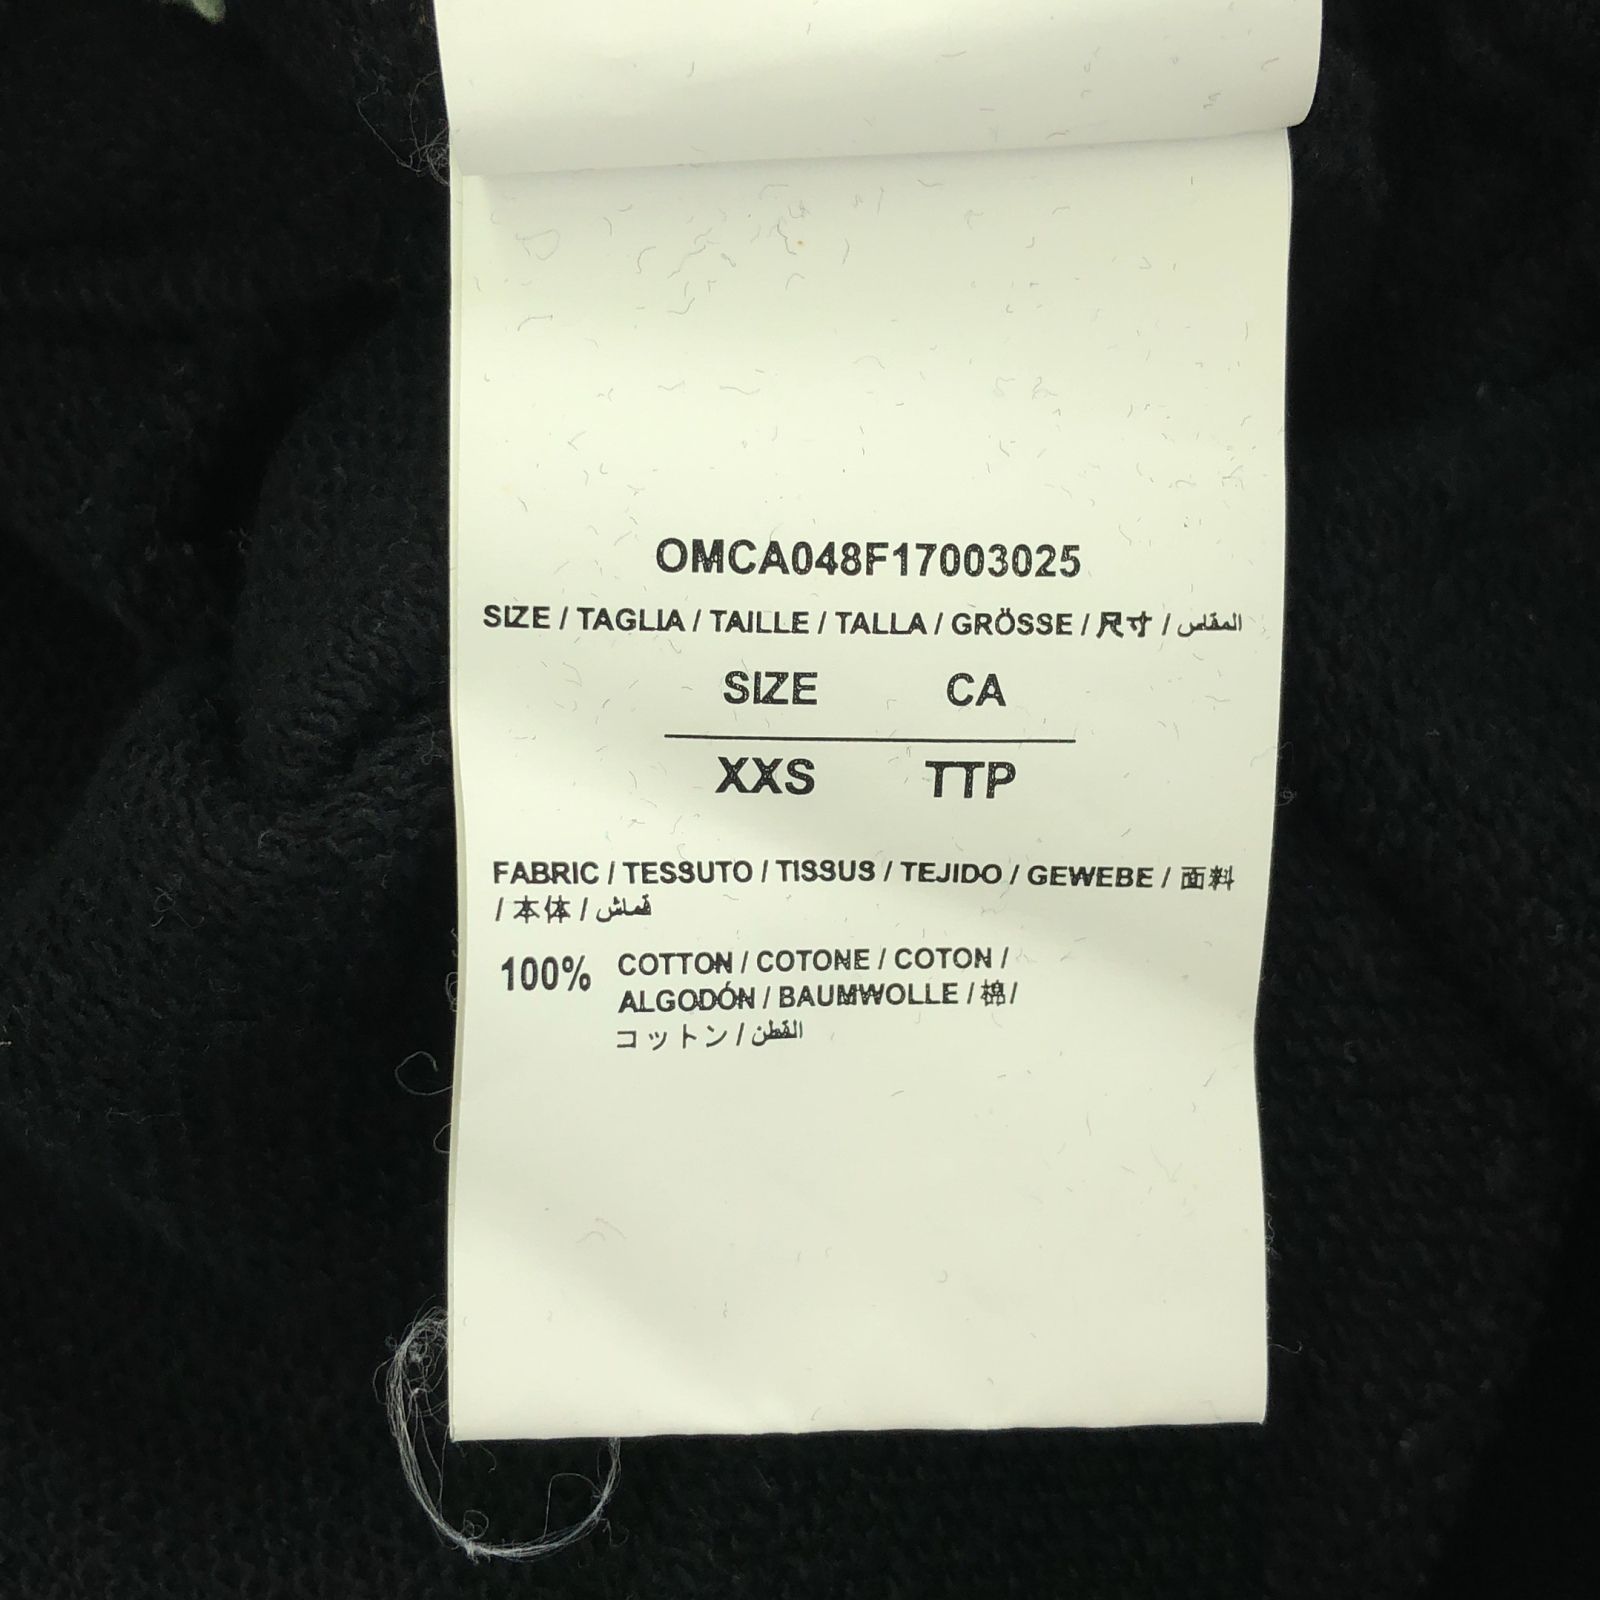 OMCA048F17003025
SIZE / TAGLIA / TAILLE / TALLA / GRÖSSE / 尺寸 / المقاس
SIZE CA
XXS TTP
FABRIC / TESSUTO / TISSUS / TEJIDO / GEWEBE / 面料
/ 本体 / قماش
100% COTTON / COTONE / COTON /
ALGODÓN / BAUMWOLLE / 棉/
コットン / القطن